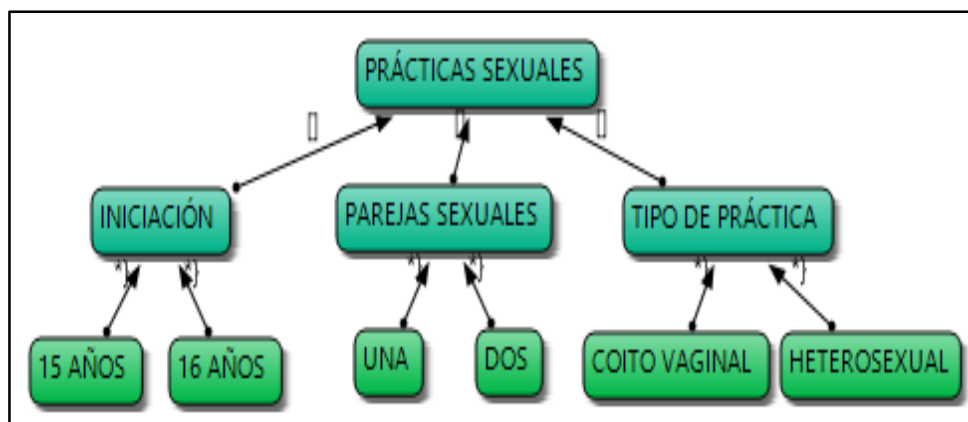 PRÁCTICAS SEXUALES
[]
[]
[]
INICIACIÓN
PAREJAS SEXUALES
TIPO DE PRÁCTICA
*}
*}
*}
*}
*}
*}
15 AÑOS
16 AÑOS
UNA
DOS
COITO VAGINAL
HETEROSEXUAL